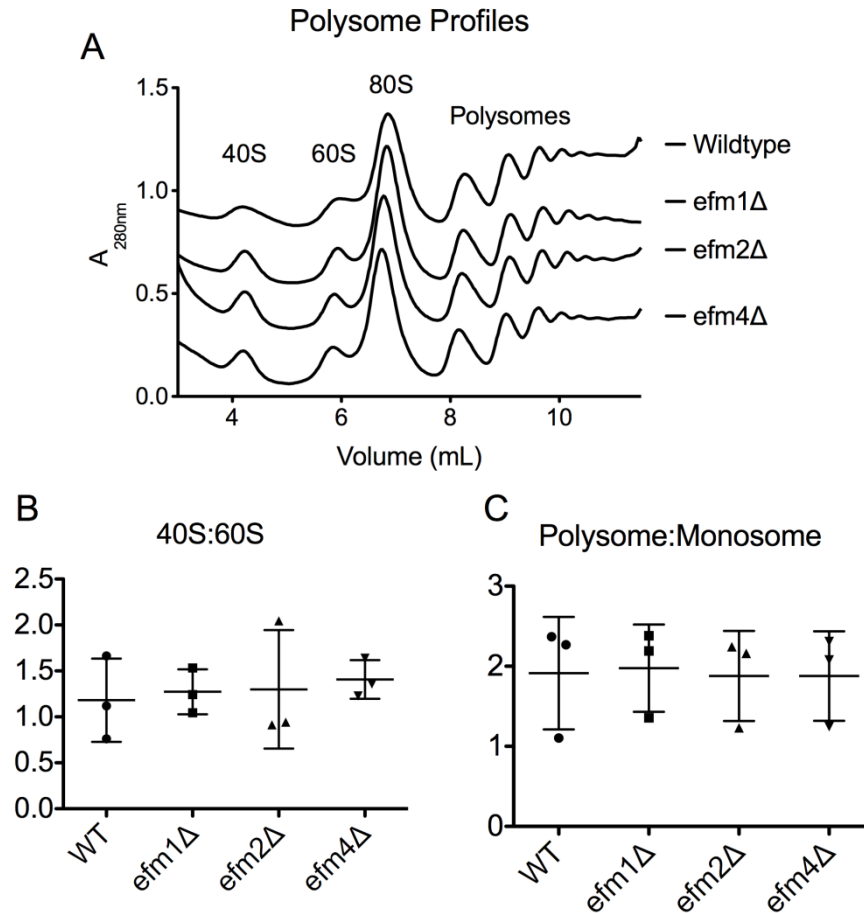 Polysome Profiles
A
1.5
1.0
0.5
0.0
A 280nm
40S
60S
80S
Polysomes
Wildtype
efm1Δ
efm2Δ
efm4Δ
4 6 8 10
Volume (mL)
B
40S:60S
2.5
2.0
1.5
1.0
0.5
0.0
WT efm1Δ efm2Δ efm4Δ
C
Polysome:Monosome
3
2
1
0
WT efm1Δ efm2Δ efm4Δ